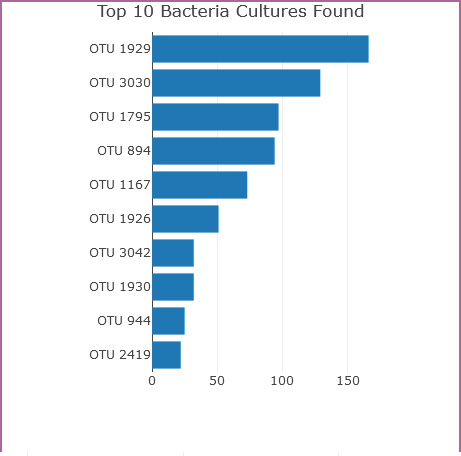 Top 10 Bacteria Cultures Found
OTU 1929
OTU 3030
OTU 1795
OTU 894
OTU 1167
OTU 1926
OTU 3042
OTU 1930
OTU 944
OTU 2419
0 50 100 150